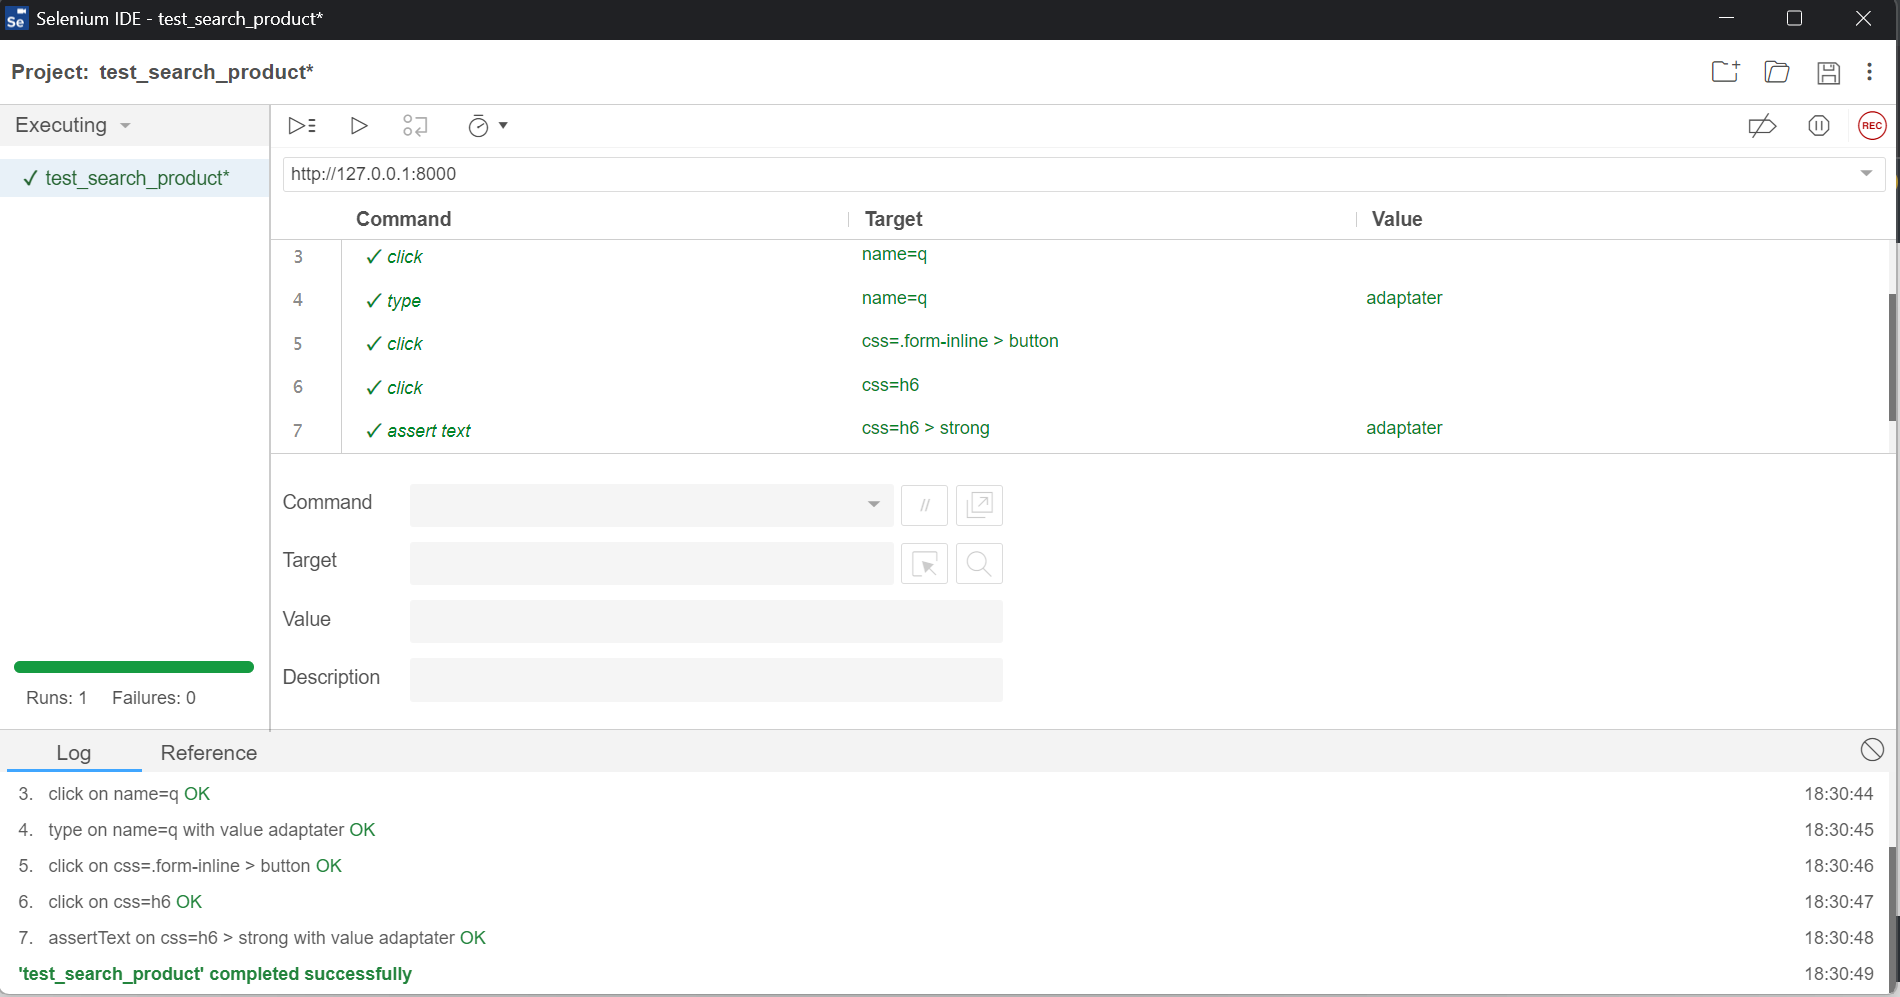 Selenium IDE - test_search_product*
Project: test_search_product*
Executing
✓ test_search_product*
REC
http://127.0.0.1:8000
Command Target Value
3 ✓ click name=q
4 ✓ type name=q adaptater
5 ✓ click css=.form-inline > button
6 ✓ click css=h6
7 ✓ assert text css=h6 > strong adaptater
Command //
Target
Value
Description
Runs: 1 Failures: 0
Log Reference
3. click on name=q OK 18:30:44
4. type on name=q with value adaptater OK 18:30:45
5. click on css=.form-inline > button OK 18:30:46
6. click on css=h6 OK 18:30:47
7. assertText on css=h6 > strong with value adaptater OK 18:30:48
'test_search_product' completed successfully 18:30:49